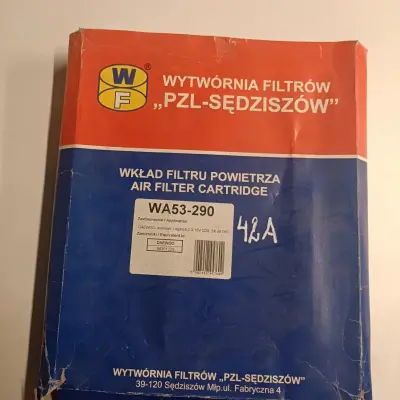 W
F
®
WYTWÓRNIA FILTRÓW
„PZL-SĘDZISZÓW”
WKŁAD FILTRU POWIETRZA
AIR FILTER CARTRIDGE
WA53-290
42A
DAEWOO
WYTWÓRNIA FILTRÓW „PZL-SĘDZISZÓW”
39-120 Sędziszów Młp.ul. Fabryczna 4